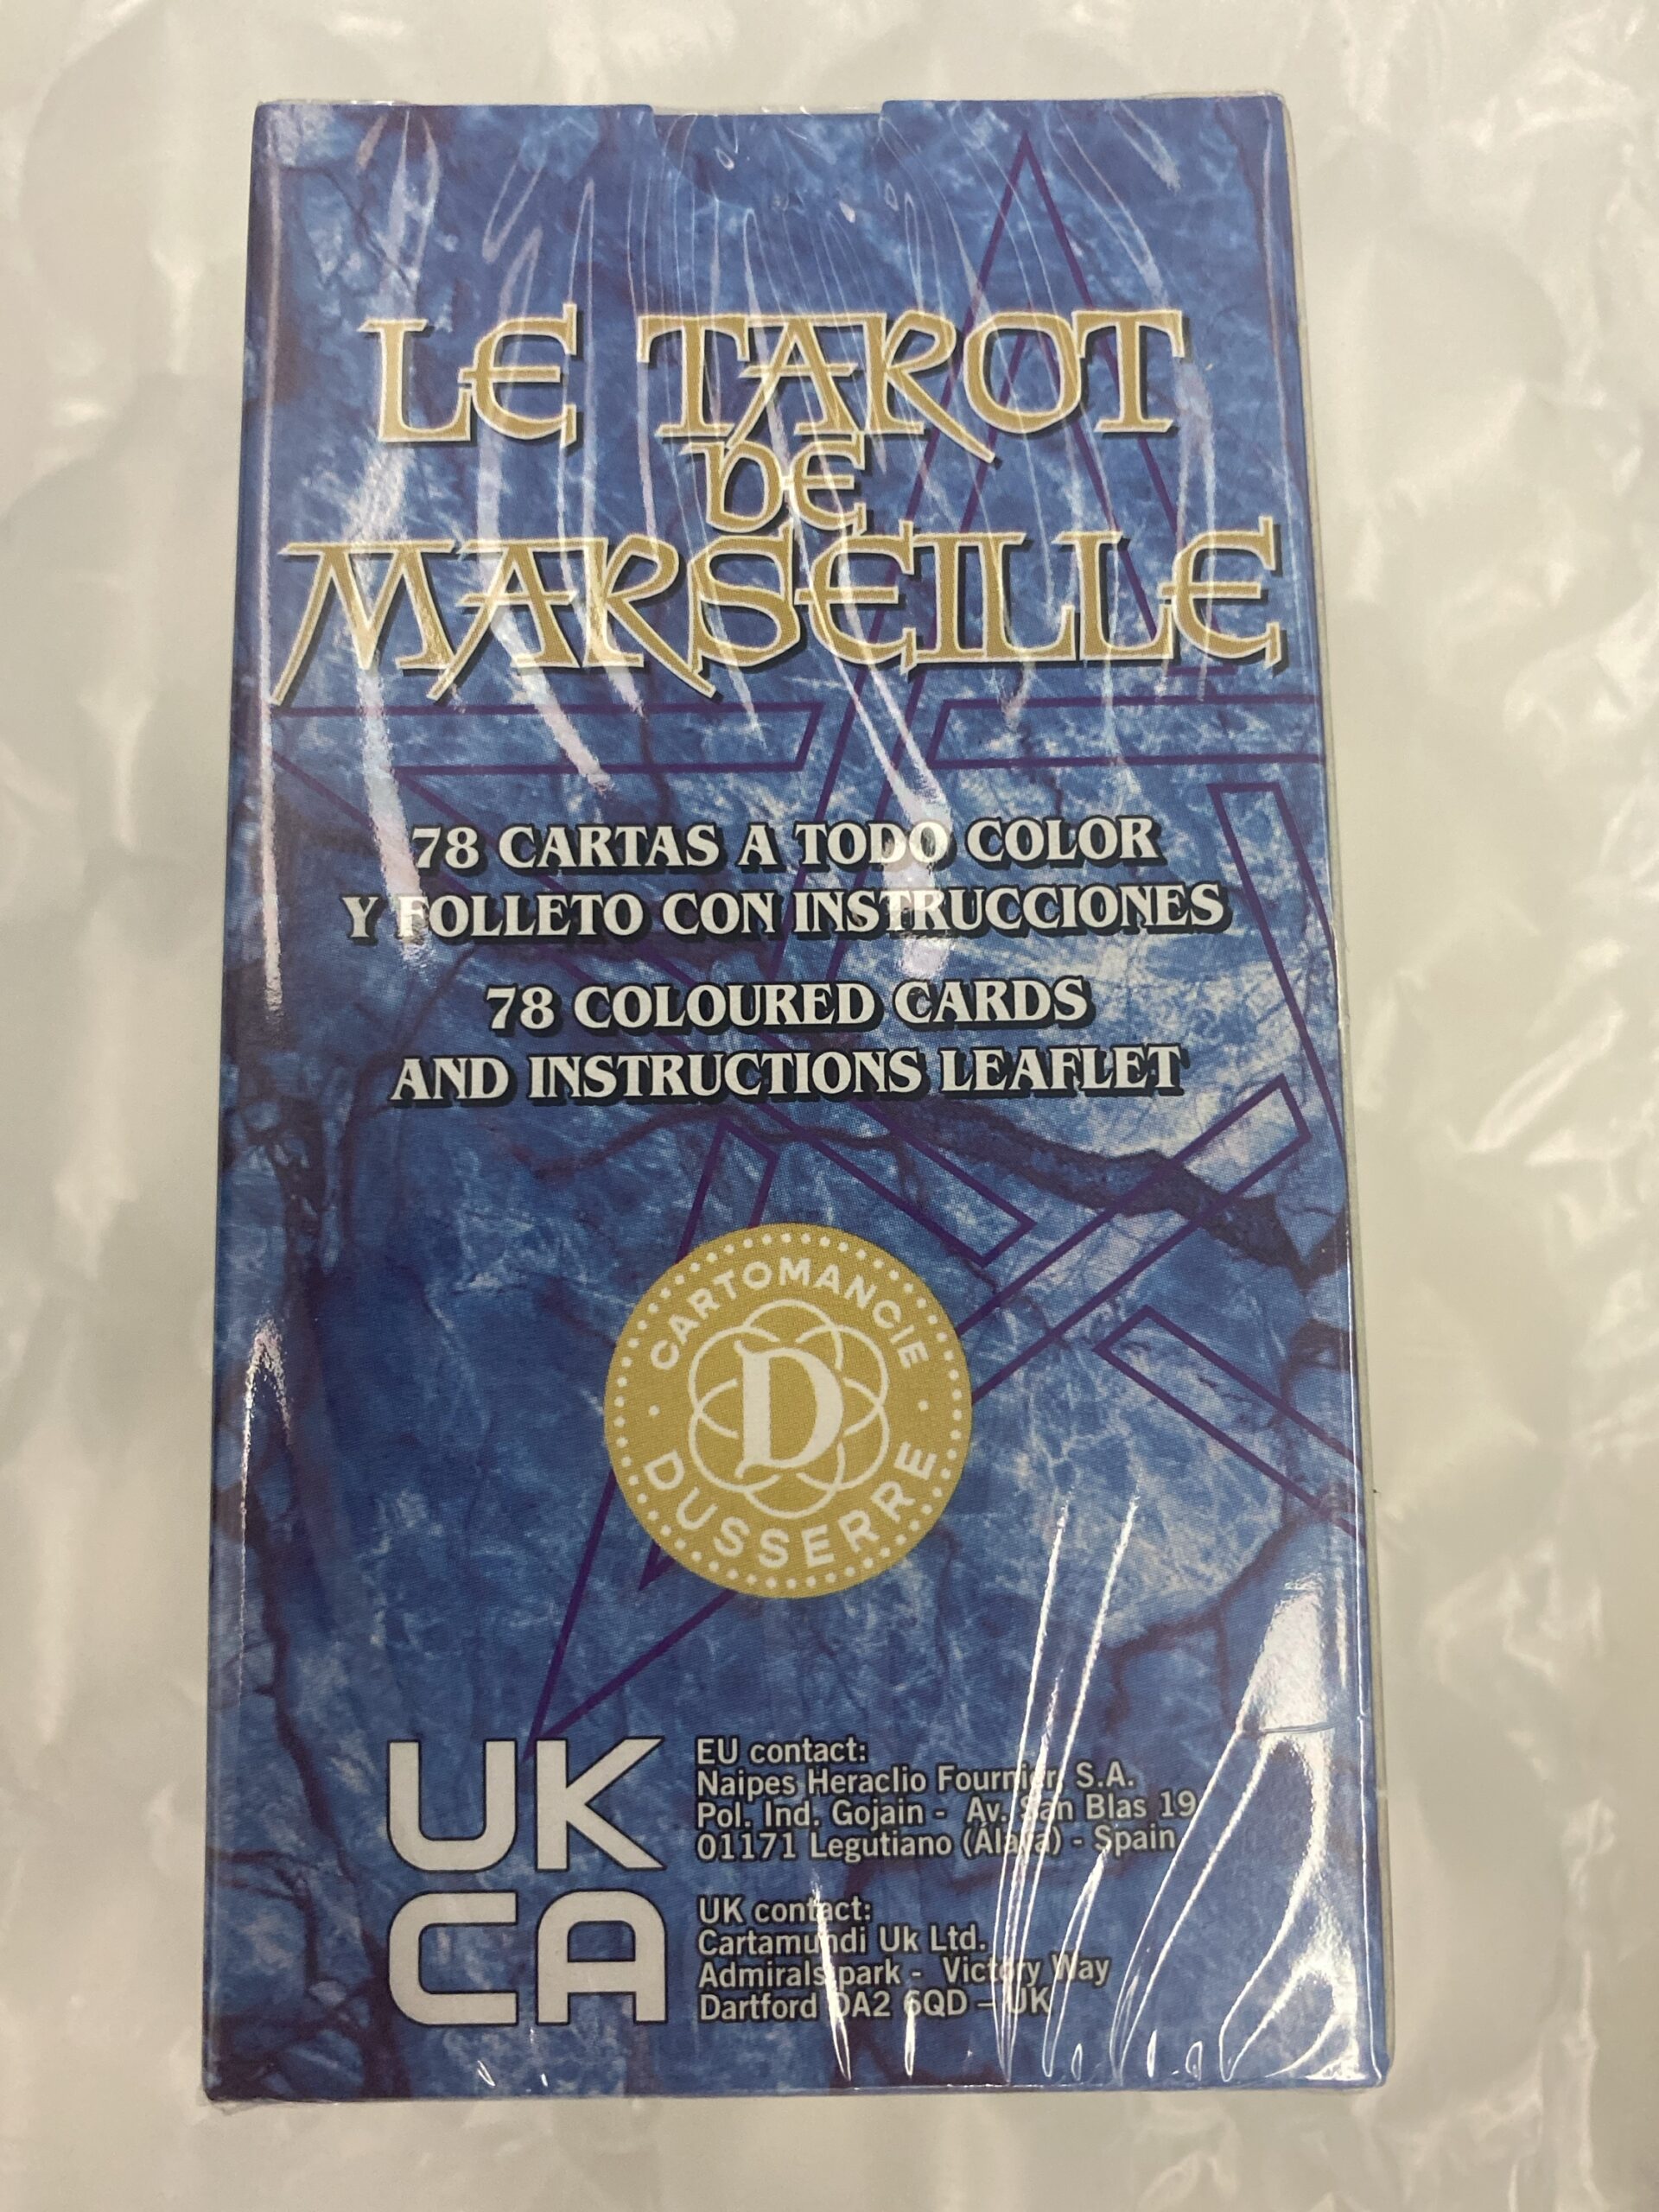 LE TAROT
DE
MARSEILLE
78 CARTAS A TODO COLOR
Y FOLLETO CON INSTRUCCIONES
78 COLOURED CARDS
AND INSTRUCTIONS LEAFLET
CARTOMANCIE
D
DUSSERRE
UK
CA
EU contact:
Naipes Heraclio Fournier, S.A.
Pol. Ind. Gojain - Av. San Blas 19
01171 Legutiano (Álava) - Spain
UK contact:
Cartamundi Uk Ltd.
Admirals park - Victory Way
Dartford DA2 6QD – UK